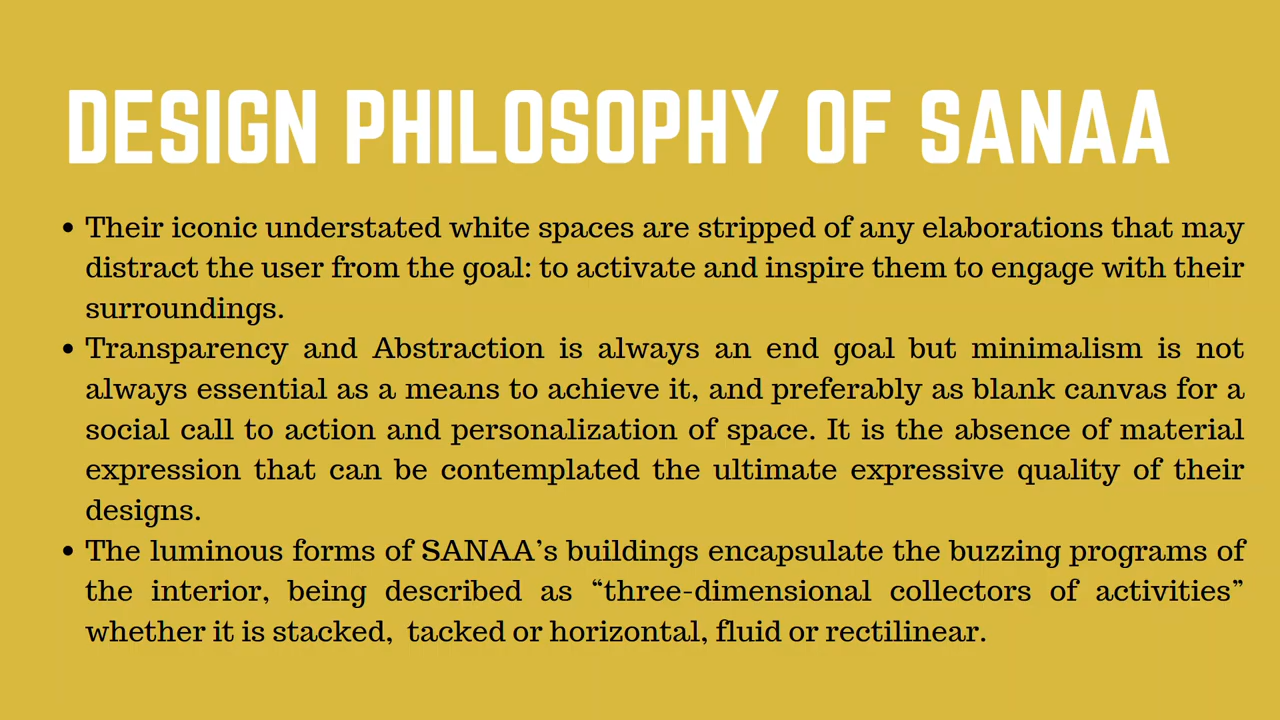 DESIGN PHILOSOPHY OF SANAA
• Their iconic understated white spaces are stripped of any elaborations that may
distract the user from the goal: to activate and inspire them to engage with their
surroundings.
• Transparency and Abstraction is always an end goal but minimalism is not
always essential as a means to achieve it, and preferably as blank canvas for a
social call to action and personalization of space. It is the absence of material
expression that can be contemplated the ultimate expressive quality of their
designs.
• The luminous forms of SANAA’s buildings encapsulate the buzzing programs of
the interior, being described as “three-dimensional collectors of activities”
whether it is stacked,  tacked or horizontal, fluid or rectilinear.